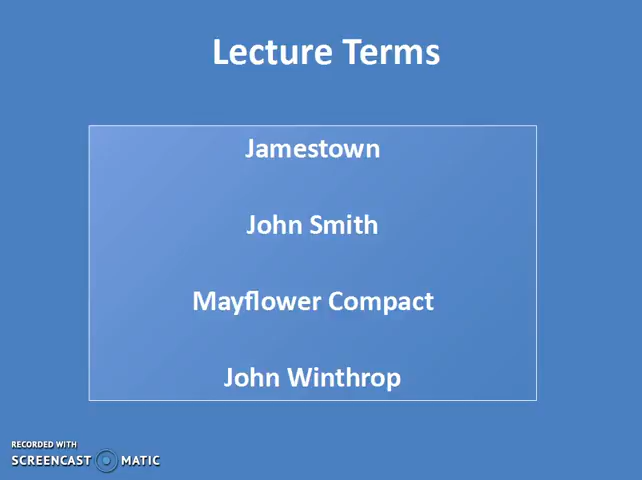 Lecture Terms
Jamestown
John Smith
Mayflower Compact
John Winthrop
RECORDED WITH
SCREENCAST MATIC